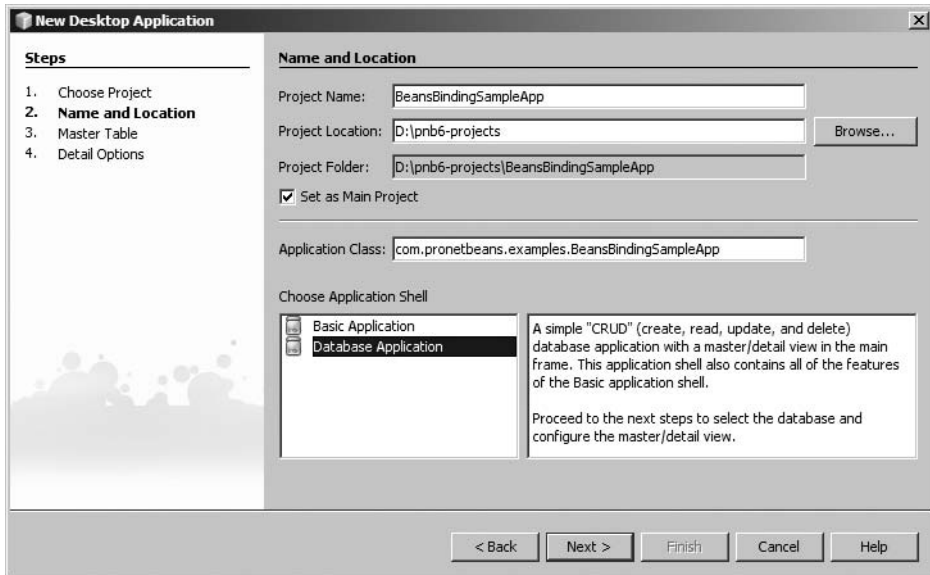 New Desktop Application
Steps
1. Choose Project
2. Name and Location
3. Master Table
4. Detail Options
Name and Location
Project Name: BeansBindingSampleApp
Project Location: D:\pnb6-projects Browse...
Project Folder: D:\pnb6-projects\BeansBindingSampleApp
Set as Main Project
Application Class: com.pronetbeans.examples.BeansBindingSampleApp
Choose Application Shell
Basic Application
Database Application
A simple "CRUD" (create, read, update, and delete)
database application with a master/detail view in the main
frame. This application shell also contains all of the features
of the Basic application shell.
Proceed to the next steps to select the database and
configure the master/detail view.
< Back Next > Finish Cancel Help